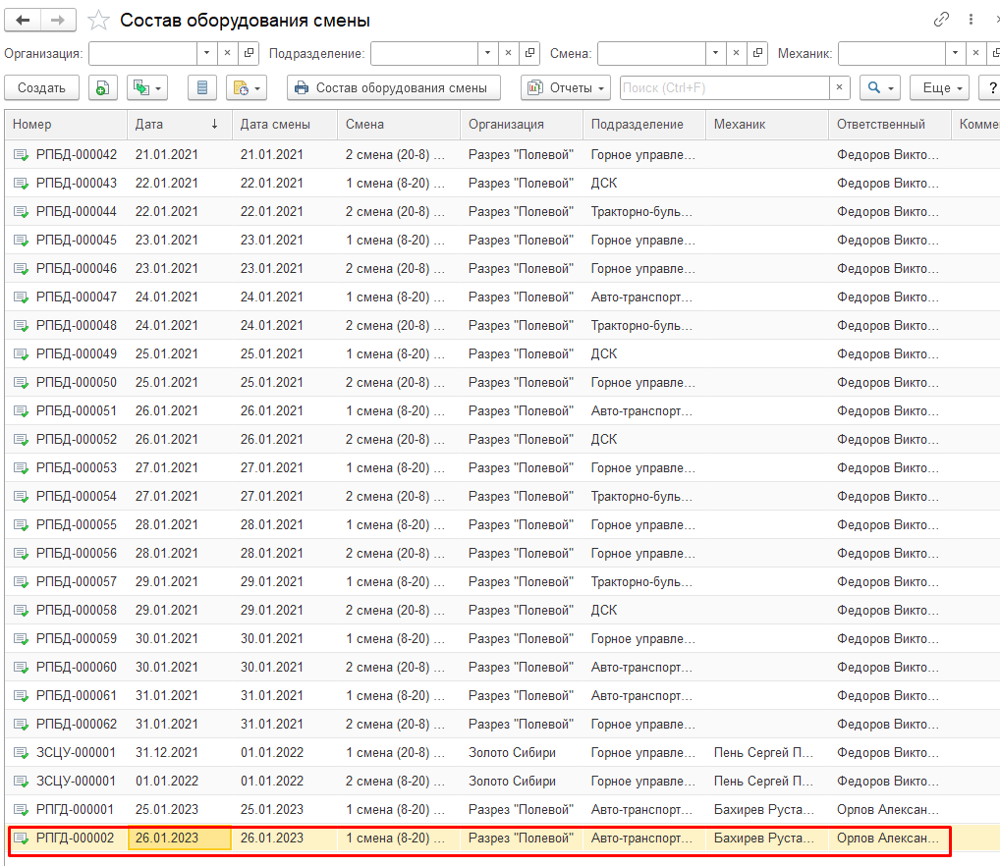 Состав оборудования смены
Организация: Подразделение: Смена: Механик:
Создать Состав оборудования смены Отчеты Поиск (Ctrl+F) × Еще ?
Номер Дата ↓ Дата смены Смена Организация Подразделение Механик Ответственный Комме
РПБД-000042 21.01.2021 21.01.2021 2 смена (20-8) ... Разрез "Полевой" Горное управле... Федоров Викто...
РПБД-000043 22.01.2021 22.01.2021 1 смена (8-20) ... Разрез "Полевой" ДСК Федоров Викто...
РПБД-000044 22.01.2021 22.01.2021 2 смена (20-8) ... Разрез "Полевой" Тракторно-буль... Федоров Викто...
РПБД-000045 23.01.2021 23.01.2021 1 смена (8-20) ... Разрез "Полевой" Горное управле... Федоров Викто...
РПБД-000046 23.01.2021 23.01.2021 2 смена (20-8) ... Разрез "Полевой" Горное управле... Федоров Викто...
РПБД-000047 24.01.2021 24.01.2021 1 смена (8-20) ... Разрез "Полевой" Авто-транспорт... Федоров Викто...
РПБД-000048 24.01.2021 24.01.2021 2 смена (20-8) ... Разрез "Полевой" Тракторно-буль... Федоров Викто...
РПБД-000049 25.01.2021 25.01.2021 1 смена (8-20) ... Разрез "Полевой" ДСК Федоров Викто...
РПБД-000050 25.01.2021 25.01.2021 2 смена (20-8) ... Разрез "Полевой" Горное управле... Федоров Викто...
РПБД-000051 26.01.2021 26.01.2021 1 смена (8-20) ... Разрез "Полевой" Авто-транспорт... Федоров Викто...
РПБД-000052 26.01.2021 26.01.2021 2 смена (20-8) ... Разрез "Полевой" ДСК Федоров Викто...
РПБД-000053 27.01.2021 27.01.2021 1 смена (8-20) ... Разрез "Полевой" Горное управле... Федоров Викто...
РПБД-000054 27.01.2021 27.01.2021 2 смена (20-8) ... Разрез "Полевой" Тракторно-буль... Федоров Викто...
РПБД-000055 28.01.2021 28.01.2021 1 смена (8-20) ... Разрез "Полевой" Горное управле... Федоров Викто...
РПБД-000056 28.01.2021 28.01.2021 2 смена (20-8) ... Разрез "Полевой" Горное управле... Федоров Викто...
РПБД-000057 29.01.2021 29.01.2021 1 смена (8-20) ... Разрез "Полевой" Тракторно-буль... Федоров Викто...
РПБД-000058 29.01.2021 29.01.2021 2 смена (20-8) ... Разрез "Полевой" ДСК Федоров Викто...
РПБД-000059 30.01.2021 30.01.2021 1 смена (8-20) ... Разрез "Полевой" Горное управле... Федоров Викто...
РПБД-000060 30.01.2021 30.01.2021 2 смена (20-8) ... Разрез "Полевой" Авто-транспорт... Федоров Викто...
РПБД-000061 31.01.2021 31.01.2021 1 смена (8-20) ... Разрез "Полевой" Авто-транспорт... Федоров Викто...
РПБД-000062 31.01.2021 31.01.2021 2 смена (20-8) ... Разрез "Полевой" Горное управле... Федоров Викто...
ЗСЦУ-000001 31.12.2021 01.01.2022 1 смена (20-8) ... Золото Сибири Горное управле... Пень Сергей П... Федоров Викто...
ЗСЦУ-000001 01.01.2022 01.01.2022 2 смена (8-20) ... Золото Сибири Горное управле... Пень Сергей П... Федоров Викто...
РПГД-000001 25.01.2023 25.01.2023 1 смена (8-20) ... Разрез "Полевой" Авто-транспорт... Бахирев Руста... Орлов Алексан...
РПГД-000002 26.01.2023 26.01.2023 1 смена (8-20) ... Разрез "Полевой" Авто-транспорт... Бахирев Руста... Орлов Алексан...